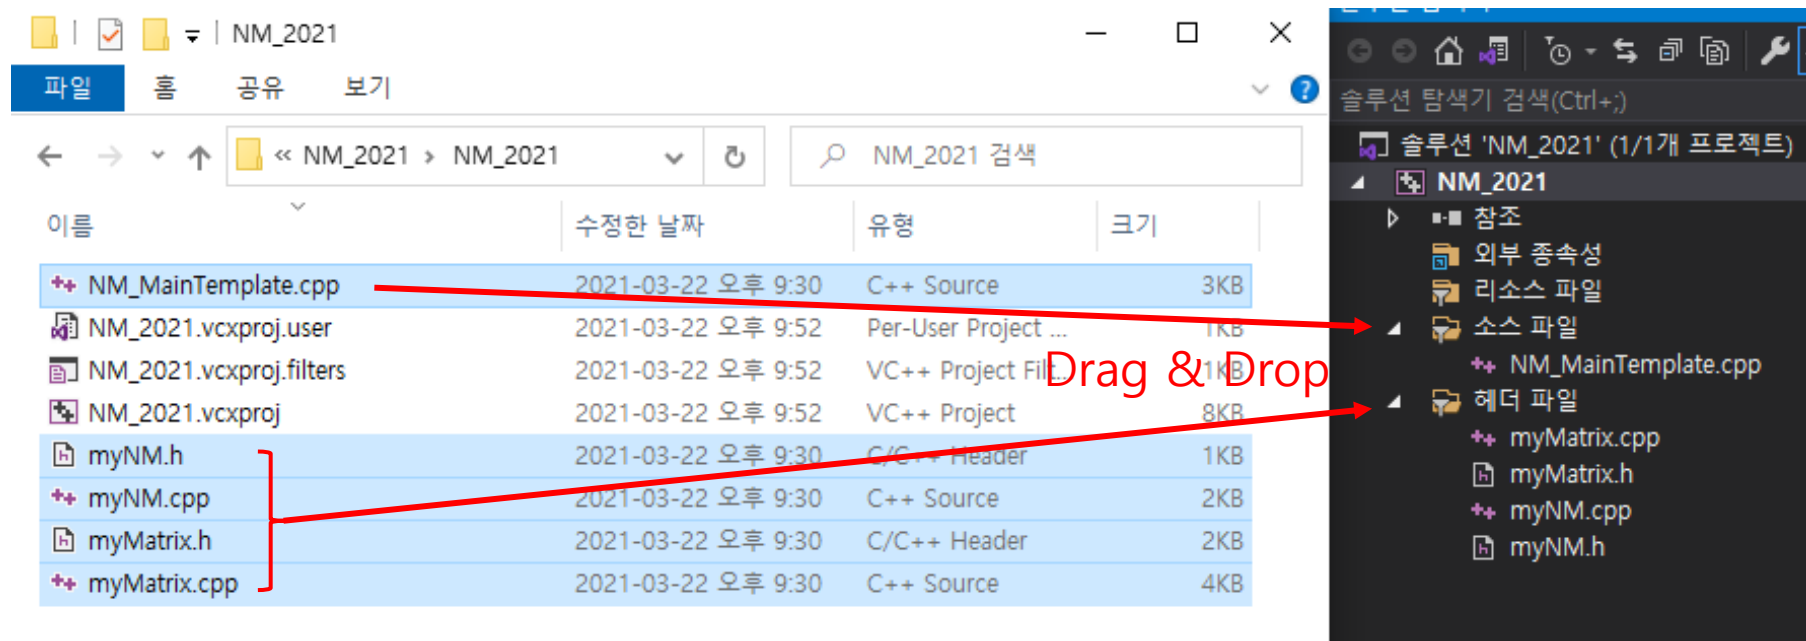 NM_2021
파일 홈 공유 보기
« NM_2021 › NM_2021
NM_2021 검색
이름 수정한 날짜 유형 크기
NM_MainTemplate.cpp 2021-03-22 오후 9:30 C++ Source 3KB
NM_2021.vcxproj.user 2021-03-22 오후 9:52 Per-User Project ... 1KB
NM_2021.vcxproj.filters 2021-03-22 오후 9:52 VC++ Project Filt... 1KB
NM_2021.vcxproj 2021-03-22 오후 9:52 VC++ Project 8KB
myNM.h 2021-03-22 오후 9:30 C/C++ Header 1KB
myNM.cpp 2021-03-22 오후 9:30 C++ Source 2KB
myMatrix.h 2021-03-22 오후 9:30 C/C++ Header 2KB
myMatrix.cpp 2021-03-22 오후 9:30 C++ Source 4KB
Drag & Drop
솔루션 탐색기 검색(Ctrl+;)
솔루션 'NM_2021' (1/1개 프로젝트)
NM_2021
참조
외부 종속성
리소스 파일
소스 파일
NM_MainTemplate.cpp
헤더 파일
myMatrix.cpp
myMatrix.h
myNM.cpp
myNM.h